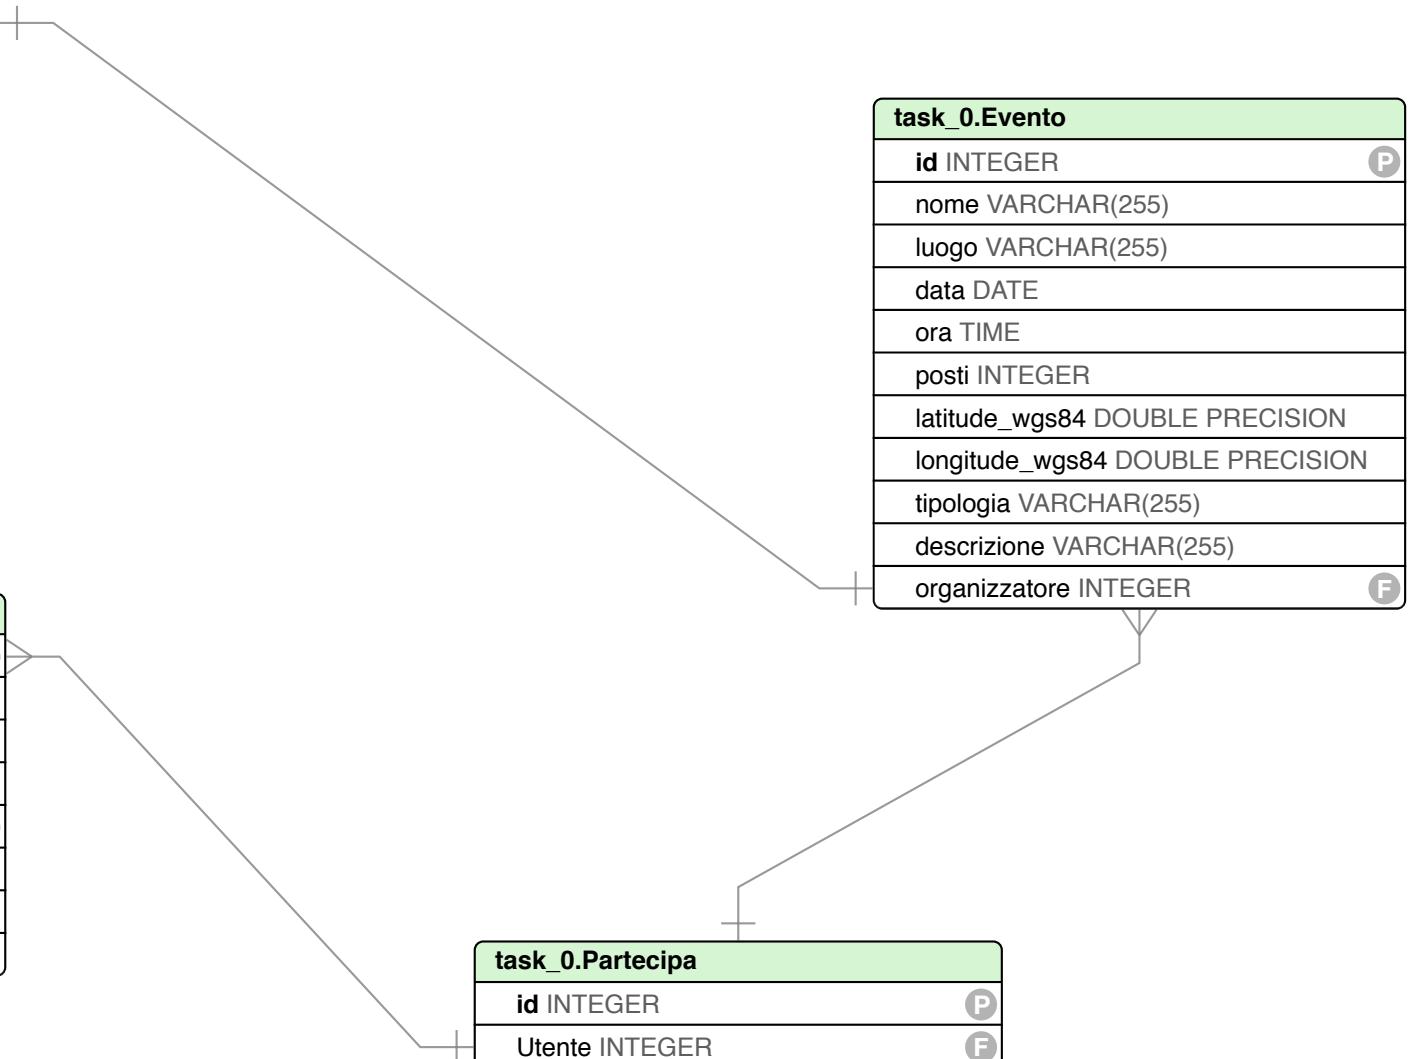 task_0.Evento
id INTEGER P
nome VARCHAR(255)
luogo VARCHAR(255)
data DATE
ora TIME
posti INTEGER
latitude_wgs84 DOUBLE PRECISION
longitude_wgs84 DOUBLE PRECISION
tipologia VARCHAR(255)
descrizione VARCHAR(255)
organizzatore INTEGER F
task_0.Partecipa
id INTEGER P
Utente INTEGER F